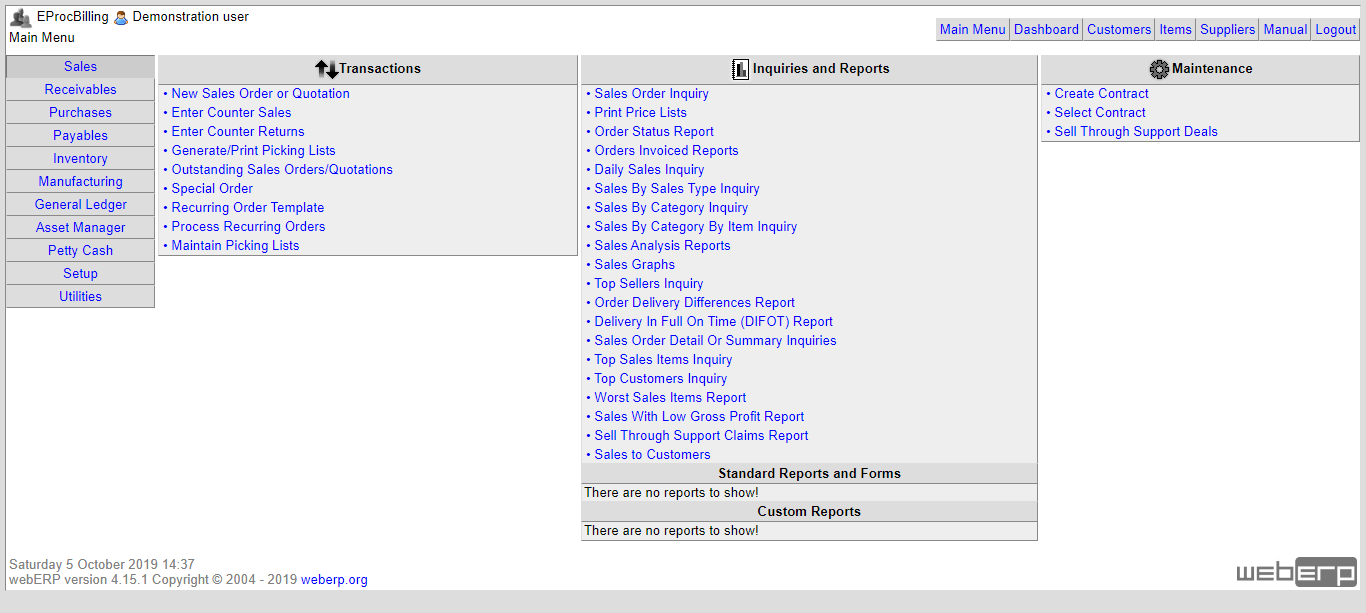 EProcBilling Demonstration user
Main Menu
Main Menu Dashboard Customers Items Suppliers Manual Logout
Sales
Receivables
Purchases
Payables
Inventory
Manufacturing
General Ledger
Asset Manager
Petty Cash
Setup
Utilities
Transactions
• New Sales Order or Quotation
• Enter Counter Sales
• Enter Counter Returns
• Generate/Print Picking Lists
• Outstanding Sales Orders/Quotations
• Special Order
• Recurring Order Template
• Process Recurring Orders
• Maintain Picking Lists
Inquiries and Reports
• Sales Order Inquiry
• Print Price Lists
• Order Status Report
• Orders Invoiced Reports
• Daily Sales Inquiry
• Sales By Sales Type Inquiry
• Sales By Category Inquiry
• Sales By Category By Item Inquiry
• Sales Analysis Reports
• Sales Graphs
• Top Sellers Inquiry
• Order Delivery Differences Report
• Delivery In Full On Time (DIFOT) Report
• Sales Order Detail Or Summary Inquiries
• Top Sales Items Inquiry
• Top Customers Inquiry
• Worst Sales Items Report
• Sales With Low Gross Profit Report
• Sell Through Support Claims Report
• Sales to Customers
Standard Reports and Forms
There are no reports to show!
Custom Reports
There are no reports to show!
Maintenance
• Create Contract
• Select Contract
• Sell Through Support Deals
Saturday 5 October 2019 14:37
webERP version 4.15.1 Copyright © 2004 - 2019 weberp.org
weberp